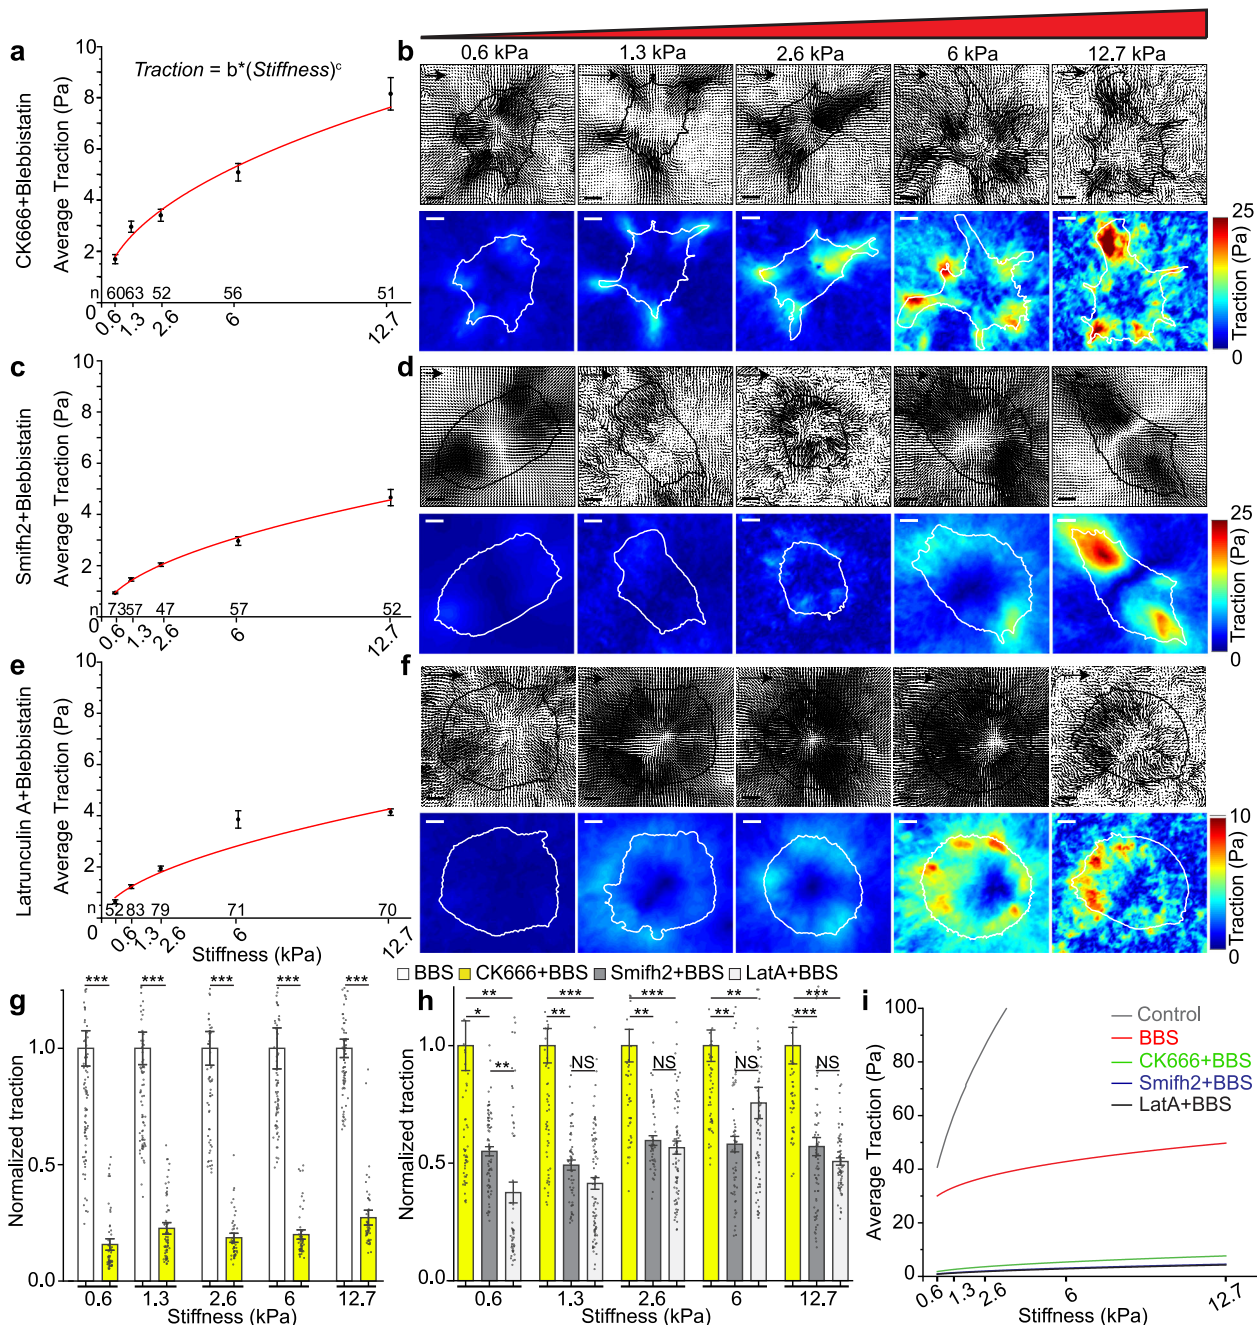 a
CK666+Blebbistatin
Average Traction (Pa)
10
8
6
4
2
0
Traction = b*(Stiffness)ᶜ
n 60 63 52 56 51
0.6 1.3 2.6 6 12.7
b
0.6 kPa 1.3 kPa 2.6 kPa 6 kPa 12.7 kPa
25
Traction (Pa)
0
c
Smifh2+Blebbistatin
Average Traction (Pa)
10
8
6
4
2
0
n 73 57 47 57 52
0.6 1.3 2.6 6 12.7
d
25
Traction (Pa)
0
e
Latrunculin A+Blebbistatin
Average Traction (Pa)
10
8
6
4
2
0
n 52 83 79 71 70
0.6 1.3 2.6 6 12.7
Stiffness (kPa)
f
10
Traction (Pa)
0
BBS CK666+BBS Smifh2+BBS LatA+BBS
g
Normalized traction
1.0
0.5
0.0
*** *** *** *** ***
0.6 1.3 2.6 6 12.7
Stiffness (kPa)
h
Normalized traction
1.0
0.5
0.0
** *** *** ** ***
* ** ** ** ***
** NS NS NS NS
0.6 1.3 2.6 6 12.7
Stiffness (kPa)
i
Average Traction (Pa)
100
80
60
40
20
0
Control
BBS
CK666+BBS
Smifh2+BBS
LatA+BBS
0.6 1.3 2.6 6 12.7
Stiffness (kPa)